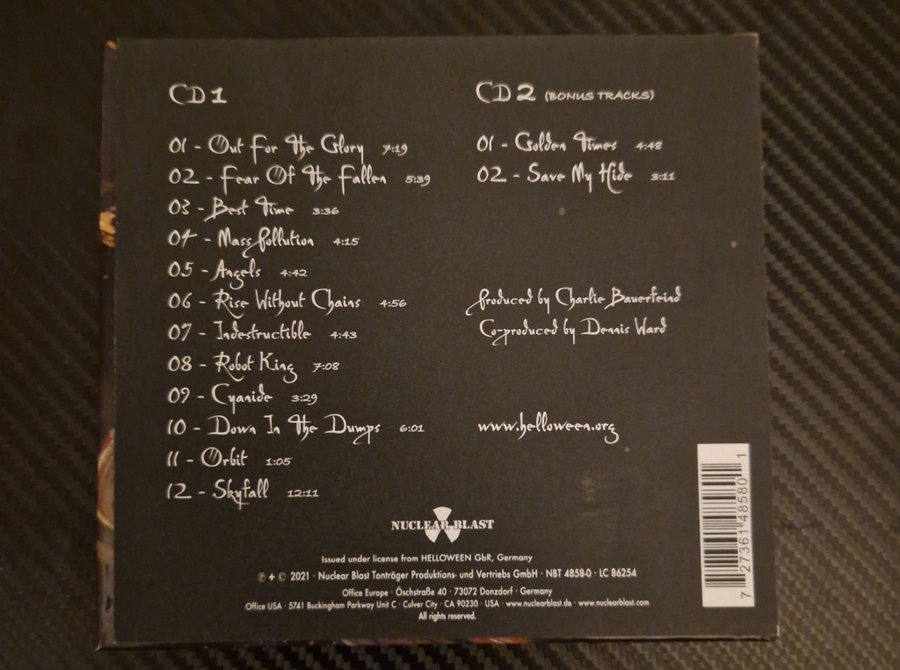 CD 1
01 - Out For The Glory 7:19
02 - Fear Of The Fallen 5:39
03 - Best Time 3:36
04 - Mass Pollution 4:15
05 - Angels 4:42
06 - Rise Without Chains 4:56
07 - Indestructible 4:43
08 - Robot King 7:08
09 - Cyanide 3:29
10 - Down In The Dumps 6:01
11 - Orbit 1:05
12 - Skyfall 12:11
CD 2 (BONUS TRACKS)
01 - Golden Times 4:48
02 - Save My Hide 3:11
Produced by Charlie Bauerfeind
Co-produced by Dennis Ward
www.helloween.org
NUCLEAR BLAST
Issued under license from HELLOWEEN GbR, Germany
℗ + © 2021 · Nuclear Blast Tonträger Produktions- und Vertriebs GmbH · NBT 4858-0 · LC 86254
Office Europe · Öschstraße 40 · 73072 Donzdorf · Germany
Office USA · 5741 Buckingham Parkway Unit C · Culver City · CA 90230 · USA · www.nuclearblast.de · www.nuclearblast.com
All rights reserved.
7 27361 48580 1